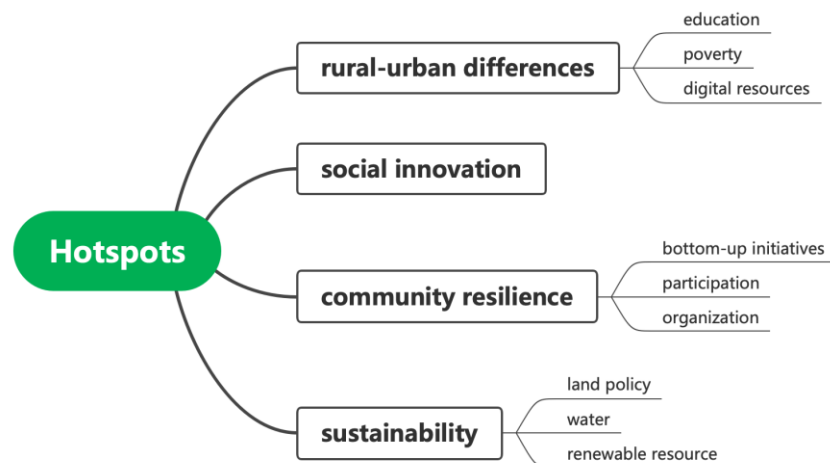 Hotspots
rural-urban differences
education
poverty
digital resources
social innovation
community resilience
bottom-up initiatives
participation
organization
sustainability
land policy
water
renewable resource